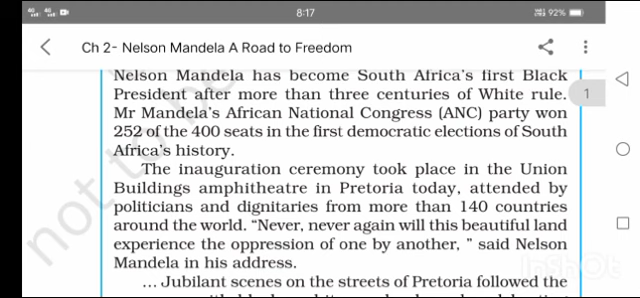 8:17
92%
Ch 2- Nelson Mandela A Road to Freedom
Nelson Mandela has become South Africa's first Black
President after more than three centuries of White rule.
1
Mr Mandela's African National Congress (ANC) party won
252 of the 400 seats in the first democratic elections of South
Africa's history.
The inauguration ceremony took place in the Union
Buildings amphitheatre in Pretoria today, attended by
politicians and dignitaries from more than 140 countries
around the world. "Never, never again will this beautiful land
experience the oppression of one by another, " said Nelson
Mandela in his address.
... Jubilant scenes on the streets of Pretoria followed the
not to be
InShOt